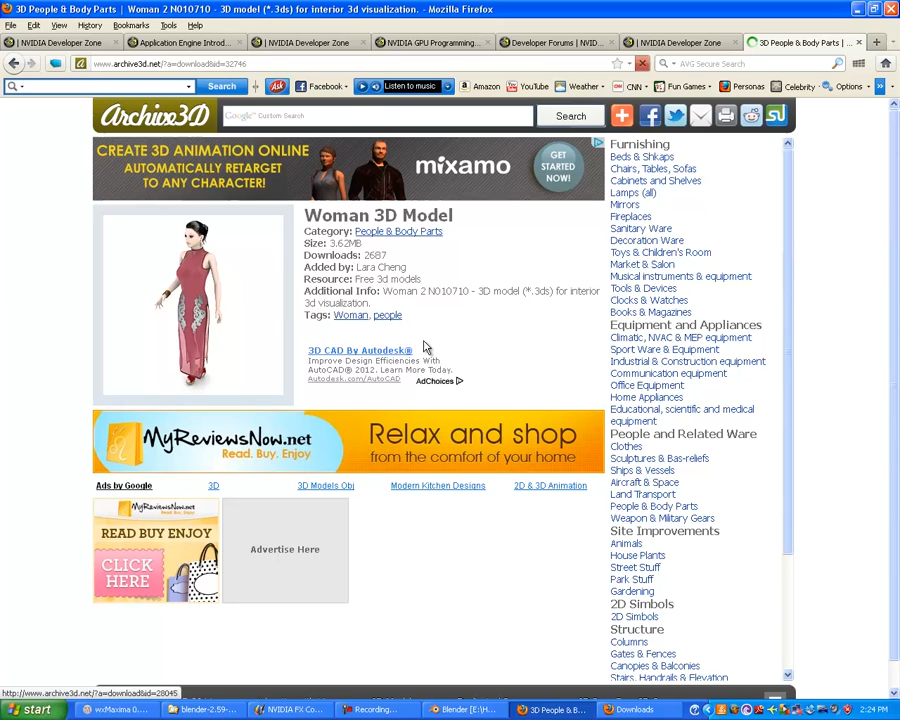 3D People & Body Parts | Woman 2 N010710 - 3D model (*.3ds) for interior 3d visualization. - Mozilla Firefox
File Edit View History Bookmarks Tools Help
NVIDIA Developer Zone Application Engine Introd... NVIDIA Developer Zone NVIDIA GPU Programming... Developer Forums | NVID... NVIDIA Developer Zone 3D People & Body Parts | ...
www.archive3d.net/?a=download&id=32746 AVG Secure Search
Search Ask Facebook Listen to music Amazon YouTube Weather CNN Fun Games Personas Celebrity Options
Archive3D Google™ Custom Search Search
CREATE 3D ANIMATION ONLINE
AUTOMATICALLY RETARGET
TO ANY CHARACTER!
mixamo
GET
STARTED
NOW!
Woman 3D Model
Category: People & Body Parts
Size: 3.62MB
Downloads: 2687
Added by: Lara Cheng
Resource: Free 3d models
Additional Info: Woman 2 N010710 - 3D model (*.3ds) for interior
3d visualization.
Tags: Woman, people
3D CAD By Autodesk®
Improve Design Efficiencies With
AutoCAD® 2012. Learn More Today.
Autodesk.com/AutoCAD
AdChoices
MyReviewsNow.net
Read. Buy. Enjoy.
Relax and shop
from the comfort of your home
Ads by Google 3D 3D Models Obj Modern Kitchen Designs 2D & 3D Animation
MyReviewsNow.net
READ BUY ENJOY
CLICK
HERE
Advertise Here
Furnishing
Beds & Shkaps
Chairs, Tables, Sofas
Cabinets and Shelves
Lamps (all)
Mirrors
Fireplaces
Sanitary Ware
Decoration Ware
Toys & Children's Room
Market & Salon
Musical instruments & equipment
Tools & Devices
Clocks & Watches
Books & Magazines
Equipment and Appliances
Climatic, NVAC & MEP equipment
Sport Ware & Equipment
Industrial & Construction equipment
Communication equipment
Office Equipment
Home Appliances
Educational, scientific and medical
equipment
People and Related Ware
Clothes
Sculptures & Bas-reliefs
Ships & Vessels
Aircraft & Space
Land Transport
People & Body Parts
Weapon & Military Gears
Site Improvements
Animals
House Plants
Street Stuff
Park Stuff
Gardening
2D Simbols
2D Simbols
Structure
Columns
Gates & Fences
Canopies & Balconies
Stairs, Handrails & Elevation
http://www.archive3d.net/?a=download&id=28045
start wxMaxima 0.... blender-2.59-... NVIDIA FX Co... Recording... Blender [E:\H... 3D People & B... Downloads 2:24 PM